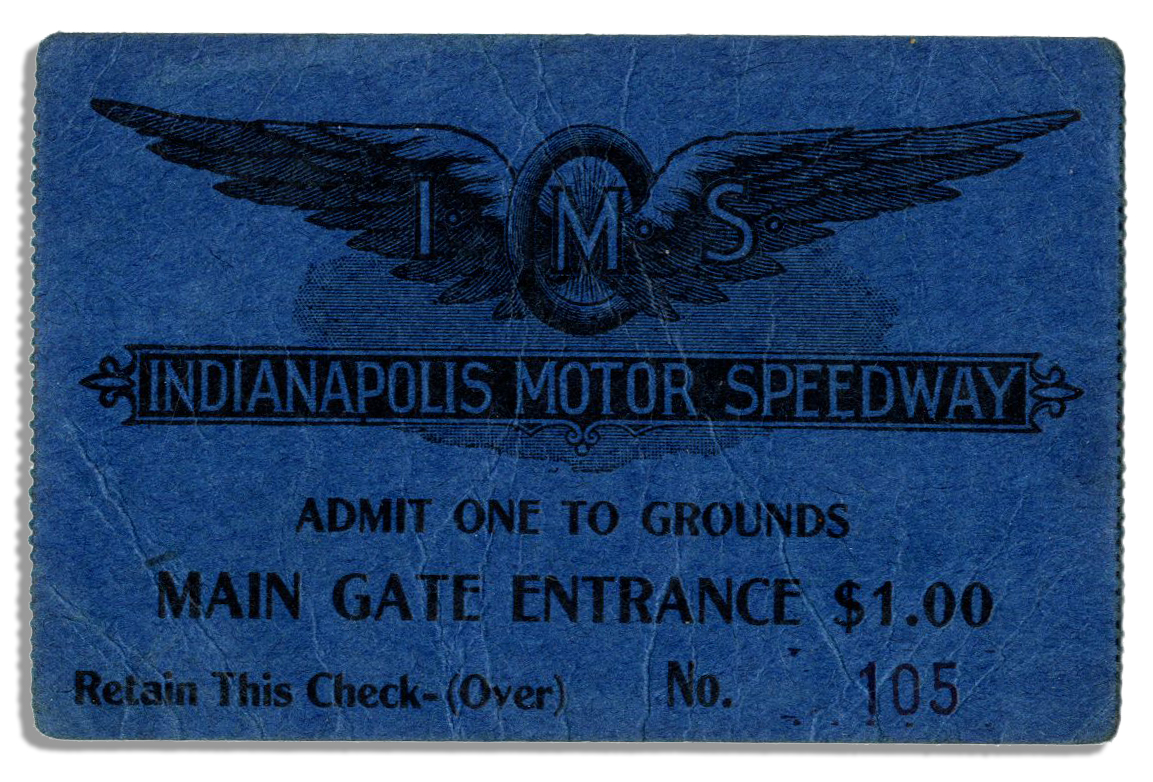 I · M · S ·
INDIANAPOLIS MOTOR SPEEDWAY
ADMIT ONE TO GROUNDS
MAIN GATE ENTRANCE $1.00
Retain This Check-(Over) No. 105